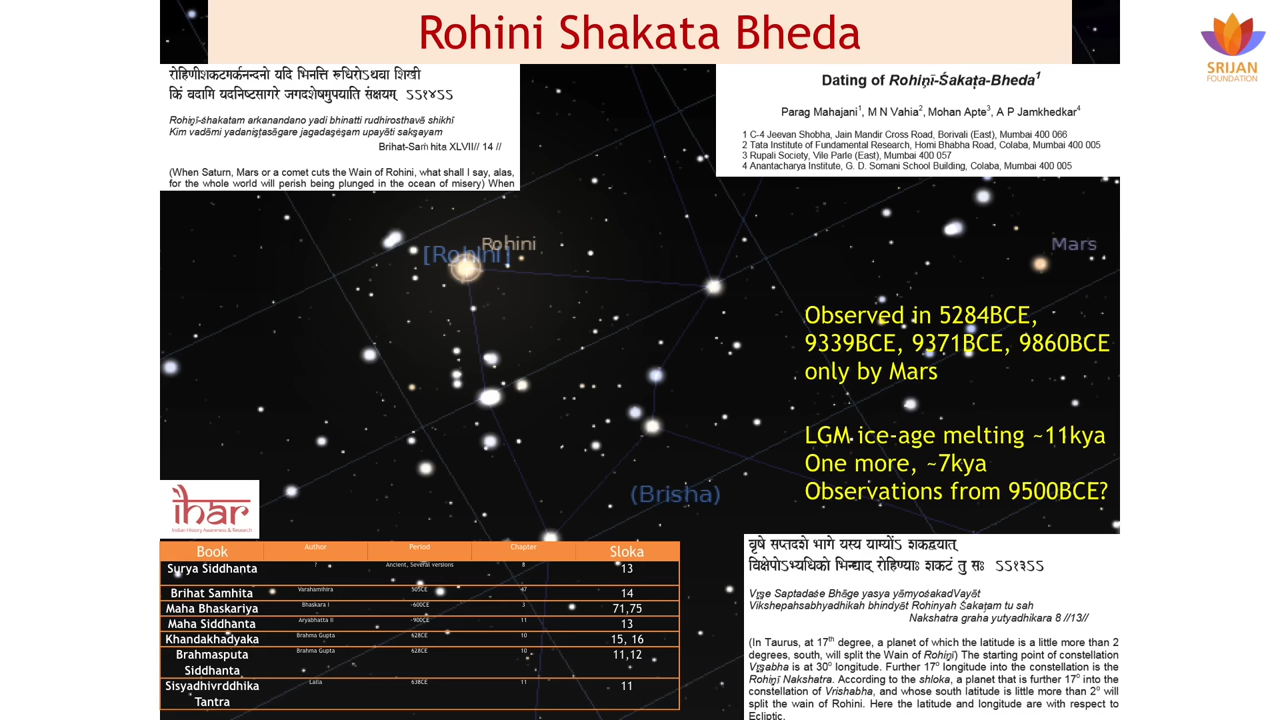 Rohini Shakata Bheda
SRIJAN
FOUNDATION
रोहिणीशकटमर्कनन्दनो यदि भिनत्ति रुधिरोऽथवा शिखी
किं वदामि यदनिष्टसागरे जगदशेषमुपयाति संक्षयम् ऽऽ१४ऽऽ
Rohiṇī-shakatam arkanandano yadi bhinatti rudhirosthavā shikhī
Kim vadāmi yadaniṣṭasāgare jagadaśeṣam upayāti sakṣayam
Brihat-Saṁhita XLVII// 14 //
(When Saturn, Mars or a comet cuts the Wain of Rohini, what shall I say, alas,
for the whole world will perish being plunged in the ocean of misery) When
Dating of Rohiṇī-Śakaṭa-Bheda1
Parag Mahajani1, M N Vahia2, Mohan Apte3, A P Jamkhedkar4
1 C-4 Jeevan Shobha, Jain Mandir Cross Road, Borivali (East), Mumbai 400 066
2 Tata Institute of Fundamental Research, Homi Bhabha Road, Colaba, Mumbai 400 005
3 Rupali Society, Vile Parle (East), Mumbai 400 057
4 Anantacharya Institute, G. D. Somani School Building, Colaba, Mumbai 400 005
Rohini
[Rohini]
Mars
Observed in 5284BCE,
9339BCE, 9371BCE, 9860BCE
only by Mars
LGM ice-age melting ~11kya
One more, ~7kya
Observations from 9500BCE?
(Brisha)
ihar
Indian History Awareness & Research
Book Author Period Chapter Sloka
Surya Siddhanta ? Ancient, Several versions 8 13
Brihat Samhita Varahamihira 505CE 47 14
Maha Bhaskariya Bhaskara I ~600CE 3 71,75
Maha Siddhanta Aryabhatta II ~900CE 11 13
Khandakhadyaka Brahma Gupta 628CE 10 15, 16
Brahmasputa Brahma Gupta 628CE 10 11,12
Siddhanta
Sisyadhivrddhika Lalla 638CE 11 11
Tantra
वृषे सप्तदशे भागे यस्य याम्योंऽ शकद्वयात्
विक्षेपोऽभ्यधिको भिन्द्याद् रोहिण्याः शकटं तु सः ऽऽ१३ऽऽ
Vṛṣe Saptadaśe Bhāge yasya yāmyośakadVayāt
Vikshepahsabhyadhikah bhindyāt Rohinyah Śakaṭam tu sah
Nakshatra graha yutyadhikara 8 //13//
(In Taurus, at 17th degree, a planet of which the latitude is a little more than 2
degrees, south, will split the Wain of Rohiṇī) The starting point of constellation
Vṛṣabha is at 30° longitude. Further 17° longitude into the constellation is the
Rohiṇī Nakshatra. According to the shloka, a planet that is further 17° into the
constellation of Vrishabha, and whose south latitude is little more than 2° will
split the wain of Rohini. Here the latitude and longitude are with respect to
Ecliptic.